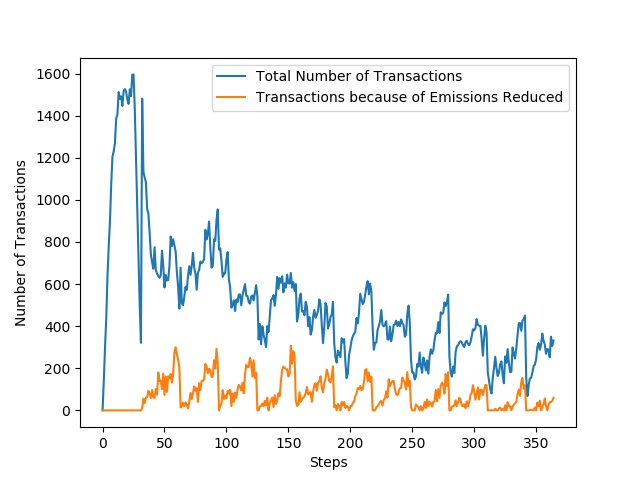 Total Number of Transactions
Transactions because of Emissions Reduced
1600
1400
1200
1000
800
600
400
200
0
Number of Transactions
0 50 100 150 200 250 300 350
Steps